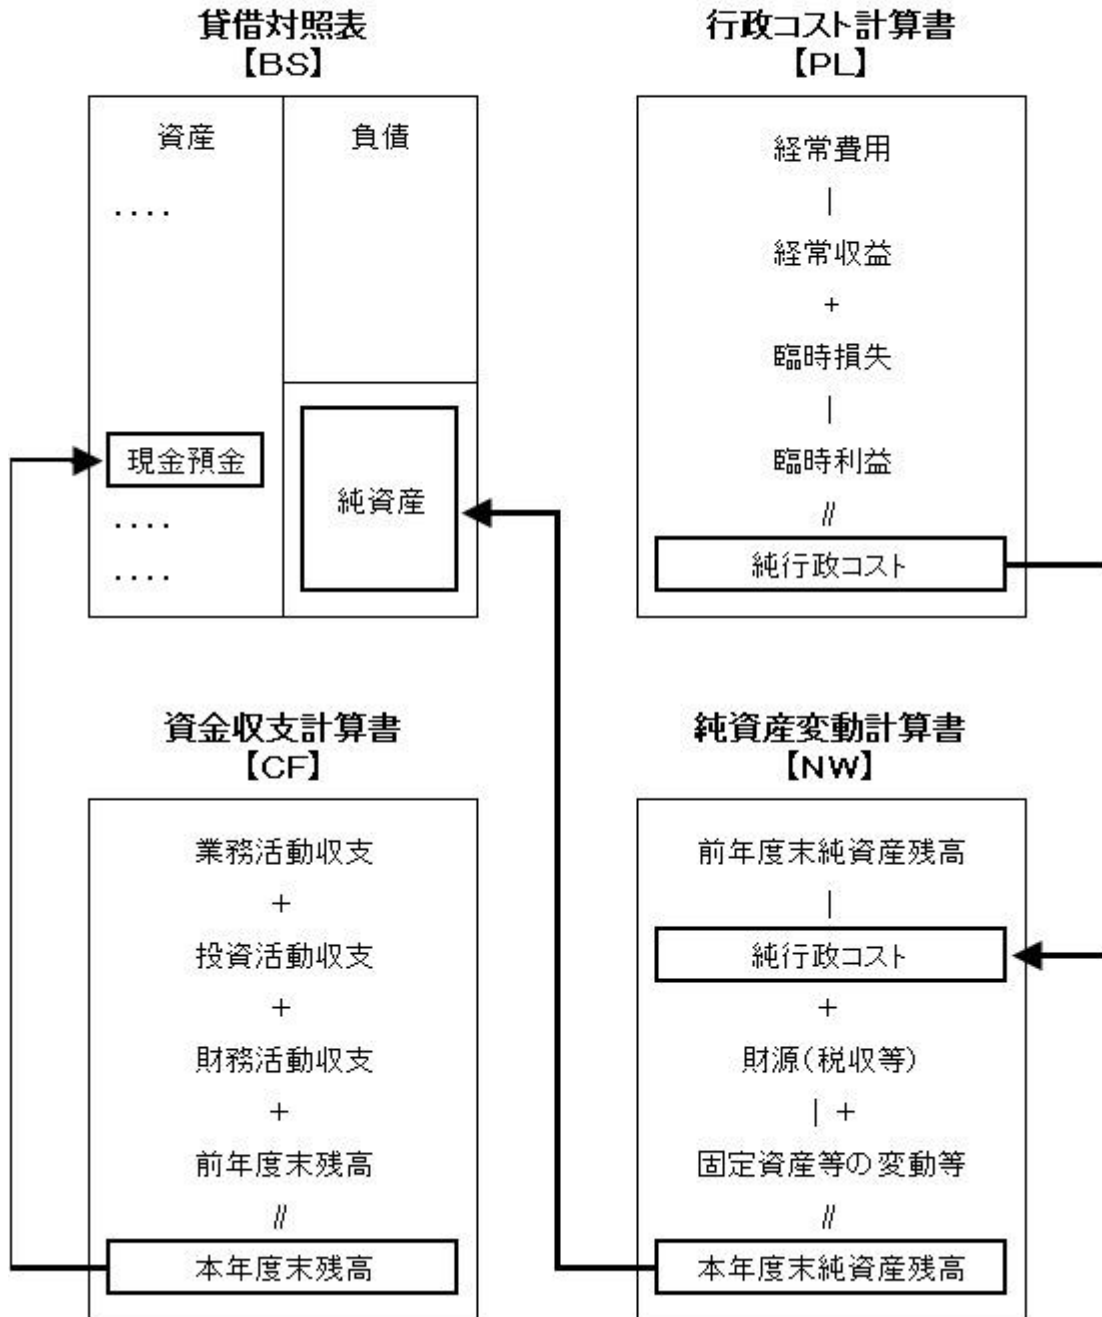 貸借対照表
【BS】
資産
負債
‥‥
現金預金
純資産
‥‥
‥‥
行政コスト計算書
【PL】
経常費用
|
経常収益
+
臨時損失
|
臨時利益
//
純行政コスト
資金収支計算書
【CF】
業務活動収支
+
投資活動収支
+
財務活動収支
+
前年度末残高
//
本年度末残高
純資産変動計算書
【NW】
前年度末純資産残高
|
純行政コスト
+
財源(税収等)
| +
固定資産等の変動等
//
本年度末純資産残高